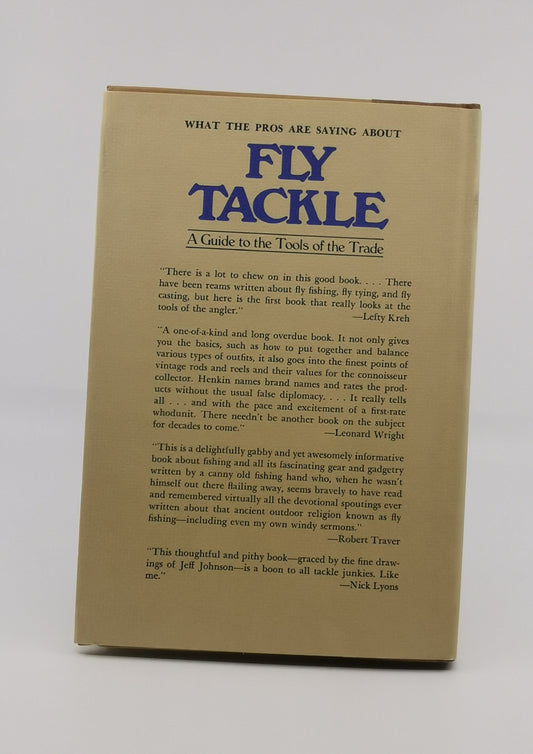 WHAT THE PROS ARE SAYING ABOUT
FLY
TACKLE
A Guide to the Tools of the Trade
"There is a lot to chew on in this good book. . . . There
have been reams written about fly fishing, fly tying, and fly
casting, but here is the first book that really looks at the
tools of the angler."
—Lefty Kreh
"A one-of-a-kind and long overdue book. It not only gives
you the basics, such as how to put together and balance
various types of outfits, it also goes into the finest points of
vintage rods and reels and their values for the connoisseur
collector. Henkin names brand names and rates the prod-
ucts without the usual false diplomacy. . . . It really tells
all . . . and with the pace and excitement of a first-rate
whodunit. There needn't be another book on the subject
for decades to come."
—Leonard Wright
"This is a delightfully gabby and yet awesomely informative
book about fishing and all its fascinating gear and gadgetry
written by a canny old fishing hand who, when he wasn't
himself out there flailing away, seems bravely to have read
and remembered virtually all the devotional spoutings ever
written about that ancient outdoor religion known as fly
fishing—including even my own windy sermons."
—Robert Traver
"This thoughtful and pithy book—graced by the fine draw-
ings of Jeff Johnson—is a boon to all tackle junkies. Like
me."
—Nick Lyons